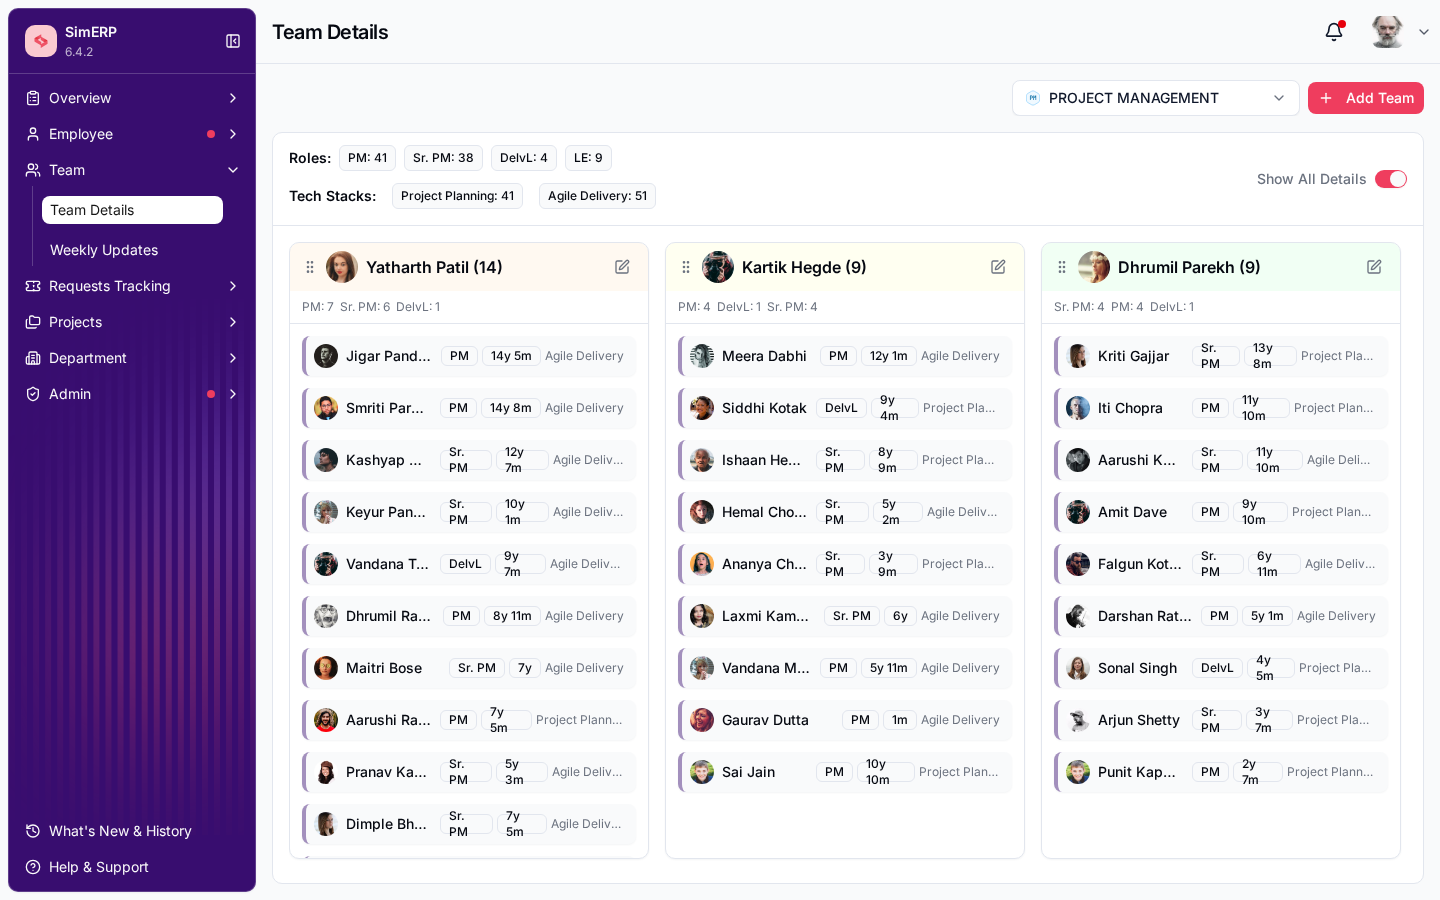 SimERP
6.4.2
Overview
Employee
Team
Team Details
Weekly Updates
Requests Tracking
Projects
Department
Admin
What's New & History
Help & Support
Team Details
PM PROJECT MANAGEMENT
Add Team
Roles: PM: 41 Sr. PM: 38 DelvL: 4 LE: 9
Tech Stacks: Project Planning: 41 Agile Delivery: 51
Show All Details
Yatharth Patil (14)
PM: 7 Sr. PM: 6 DelvL: 1
Jigar Pand... PM 14y 5m Agile Delivery
Smriti Par... PM 14y 8m Agile Delivery
Kashyap ... Sr. PM 12y 7m Agile Deliv...
Keyur Pan... Sr. PM 10y 1m Agile Deliv...
Vandana T... DelvL 9y 7m Agile Deliv...
Dhrumil Ra... PM 8y 11m Agile Delivery
Maitri Bose Sr. PM 7y Agile Delivery
Aarushi Ra... PM 7y 5m Project Plann...
Pranav Ka... Sr. PM 5y 3m Agile Deliv...
Dimple Bh... Sr. PM 7y 5m Agile Deliv...
Kartik Hegde (9)
PM: 4 DelvL: 1 Sr. PM: 4
Meera Dabhi PM 12y 1m Agile Delivery
Siddhi Kotak DelvL 9y 4m Project Pla...
Ishaan He... Sr. PM 8y 9m Project Pla...
Hemal Cho... Sr. PM 5y 2m Agile Deliv...
Ananya Ch... Sr. PM 3y 9m Project Pla...
Laxmi Kam... Sr. PM 6y Agile Delivery
Vandana M... PM 5y 11m Agile Delivery
Gaurav Dutta PM 1m Agile Delivery
Sai Jain PM 10y 10m Project Plan...
Dhrumil Parekh (9)
Sr. PM: 4 PM: 4 DelvL: 1
Kriti Gajjar Sr. PM 13y 8m Project Pla...
Iti Chopra PM 11y 10m Project Plan...
Aarushi K... Sr. PM 11y 10m Agile Deli...
Amit Dave PM 9y 10m Project Plan...
Falgun Kot... Sr. PM 6y 11m Agile Deliv...
Darshan Rat... PM 5y 1m Agile Delivery
Sonal Singh DelvL 4y 5m Project Pla...
Arjun Shetty Sr. PM 3y 7m Project Pla...
Punit Kap... PM 2y 7m Project Plann...